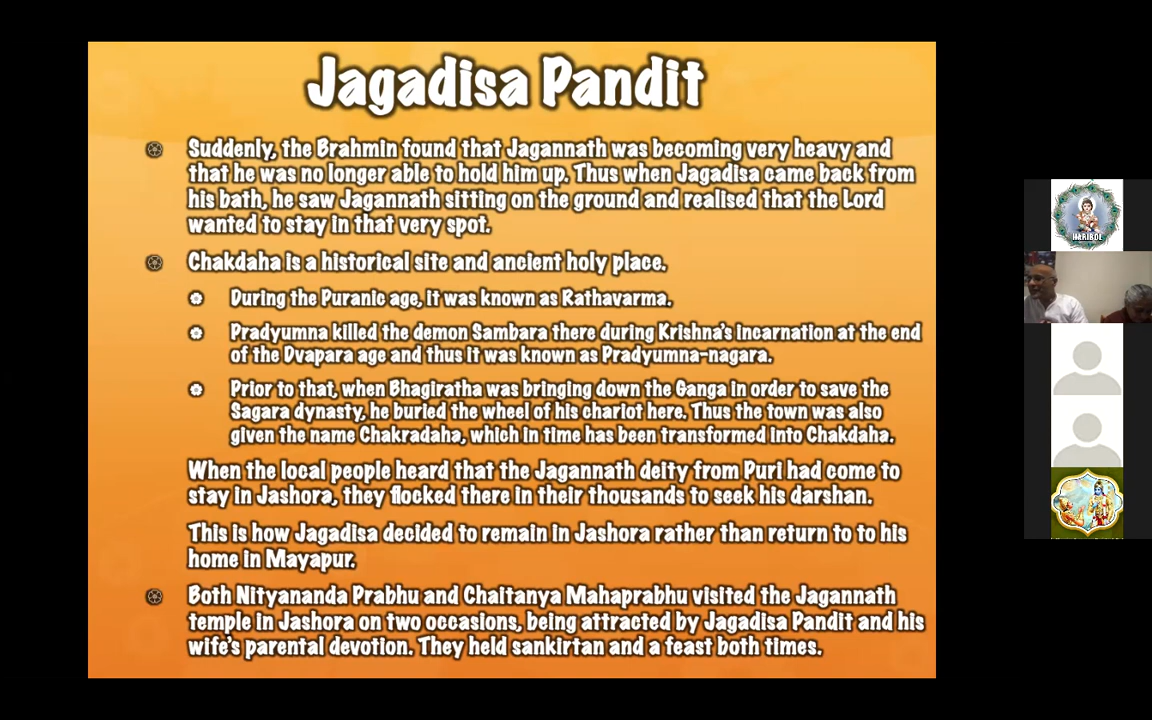 Jagadisa Pandit
Suddenly, the Brahmin found that Jagannath was becoming very heavy and
that he was no longer able to hold him up. Thus when Jagadisa came back from
his bath, he saw Jagannath sitting on the ground and realised that the Lord
wanted to stay in that very spot.
Chakdaha is a historical site and ancient holy place.
During the Puranic age, it was known as Rathavarma.
Pradyumna killed the demon Sambara there during Krishna's incarnation at the end
of the Dvapara age and thus it was known as Pradyumna-nagara.
Prior to that, when Bhagiratha was bringing down the Ganga in order to save the
Sagara dynasty, he buried the wheel of his chariot here. Thus the town was also
given the name Chakradaha, which in time has been transformed into Chakdaha.
When the local people heard that the Jagannath deity from Puri had come to
stay in Jashora, they flocked there in their thousands to seek his darshan.
This is how Jagadisa decided to remain in Jashora rather than return to to his
home in Mayapur.
Both Nityananda Prabhu and Chaitanya Mahaprabhu visited the Jagannath
temple in Jashora on two occasions, being attracted by Jagadisa Pandit and his
wife's parental devotion. They held sankirtan and a feast both times.
HARIBOL